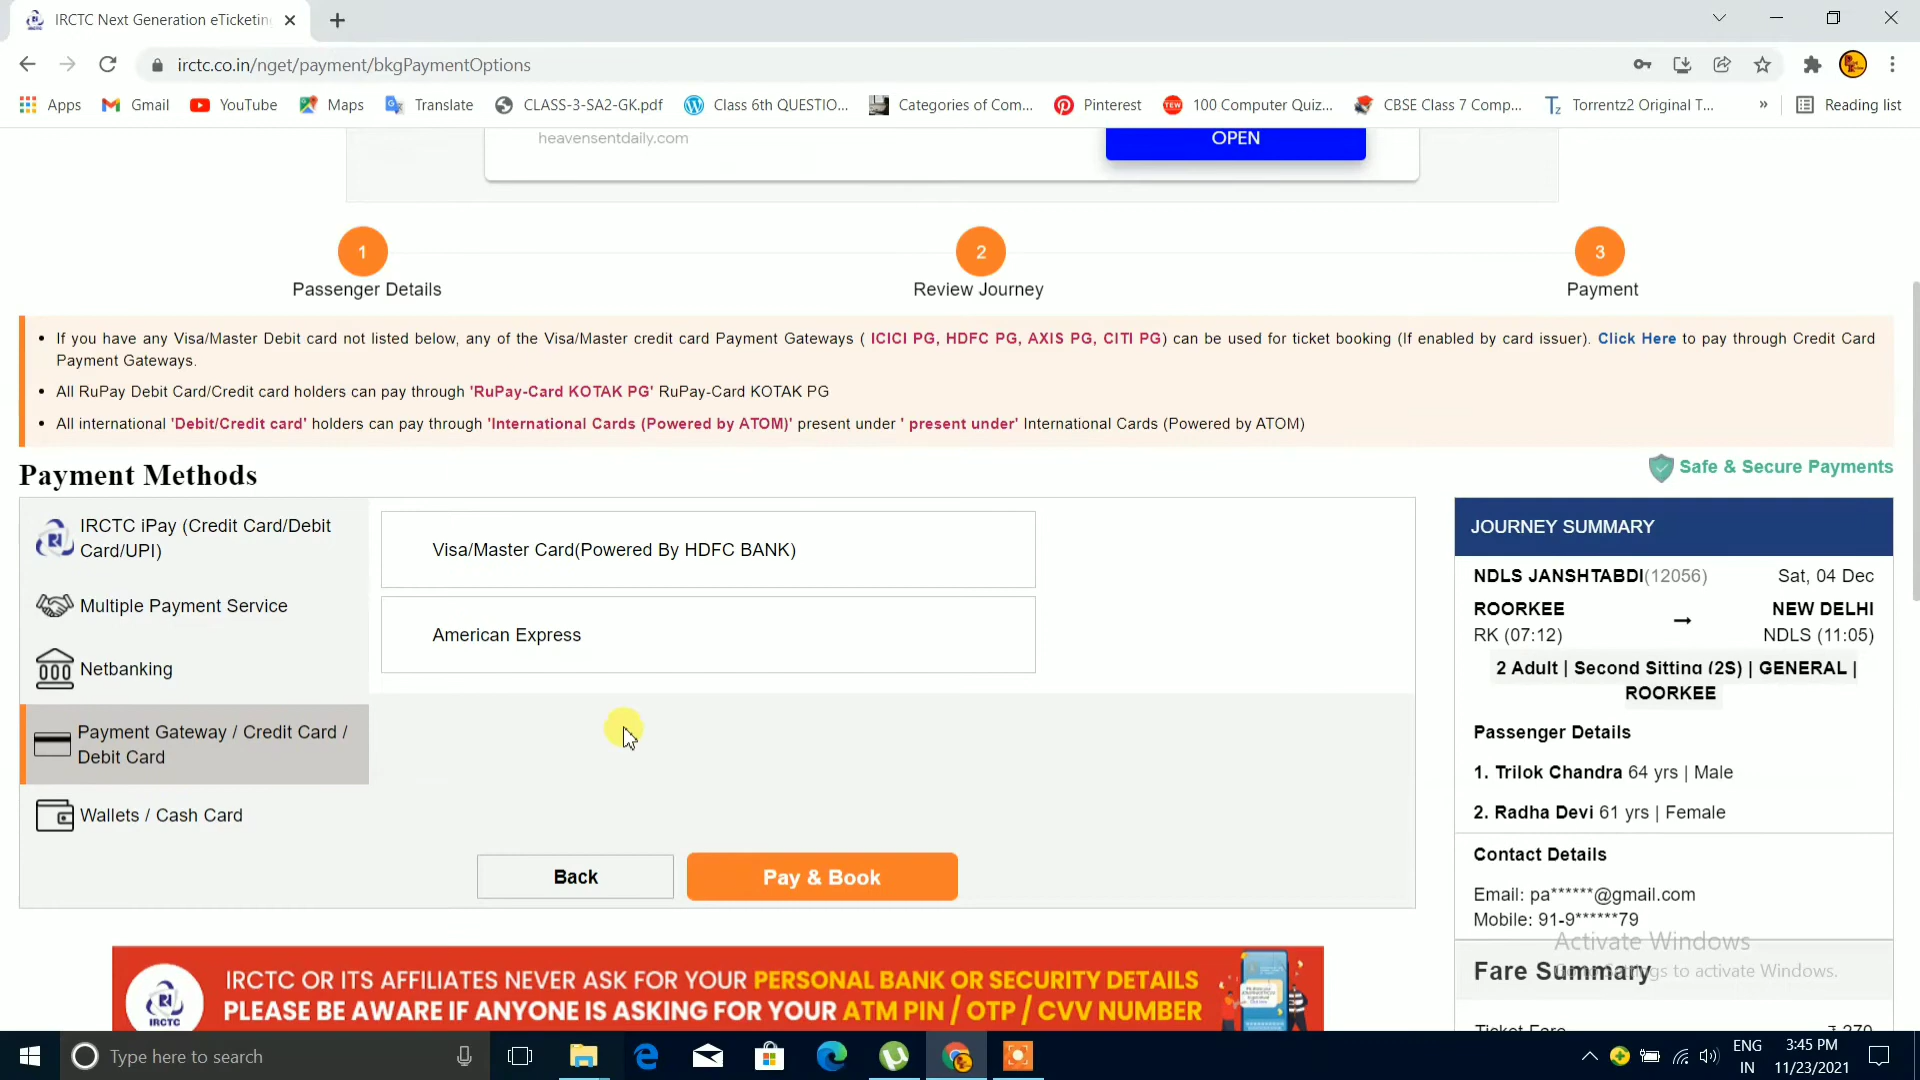 IRCTC Next Generation eTicketing
irctc.co.in/nget/payment/bkgPaymentOptions
Apps
Gmail
YouTube
Maps
Translate
CLASS-3-SA2-GK.pdf
Class 6th QUESTIO...
Categories of Com...
Pinterest
100 Computer Quiz...
CBSE Class 7 Comp...
Torrentz2 Original T...
»
Reading list
heavensentdaily.com
OPEN
1
Passenger Details
2
Review Journey
3
Payment
• If you have any Visa/Master Debit card not listed below, any of the Visa/Master credit card Payment Gateways ( ICICI PG, HDFC PG, AXIS PG, CITI PG) can be used for ticket booking (If enabled by card issuer). Click Here to pay through Credit Card
Payment Gateways.
• All RuPay Debit Card/Credit card holders can pay through 'RuPay-Card KOTAK PG' RuPay-Card KOTAK PG
• All international 'Debit/Credit card' holders can pay through 'International Cards (Powered by ATOM)' present under ' present under' International Cards (Powered by ATOM)
Payment Methods
Safe & Secure Payments
IRCTC iPay (Credit Card/Debit
Card/UPI)
Multiple Payment Service
Netbanking
Payment Gateway / Credit Card /
Debit Card
Wallets / Cash Card
Visa/Master Card(Powered By HDFC BANK)
American Express
Back
Pay & Book
JOURNEY SUMMARY
NDLS JANSHTABDI(12056) Sat, 04 Dec
ROORKEE → NEW DELHI
RK (07:12) NDLS (11:05)
2 Adult | Second Sitting (2S) | GENERAL |
ROORKEE
Passenger Details
1. Trilok Chandra 64 yrs | Male
2. Radha Devi 61 yrs | Female
Contact Details
Email: pa******@gmail.com
Mobile: 91-9******79
Activate Windows
Fare Summary
Go to Settings to activate Windows.
Ticket Fare ₹ 270
IRCTC
IRCTC OR ITS AFFILIATES NEVER ASK FOR YOUR PERSONAL BANK OR SECURITY DETAILS
PLEASE BE AWARE IF ANYONE IS ASKING FOR YOUR ATM PIN / OTP / CVV NUMBER
Type here to search
ENG
IN
3:45 PM
11/23/2021